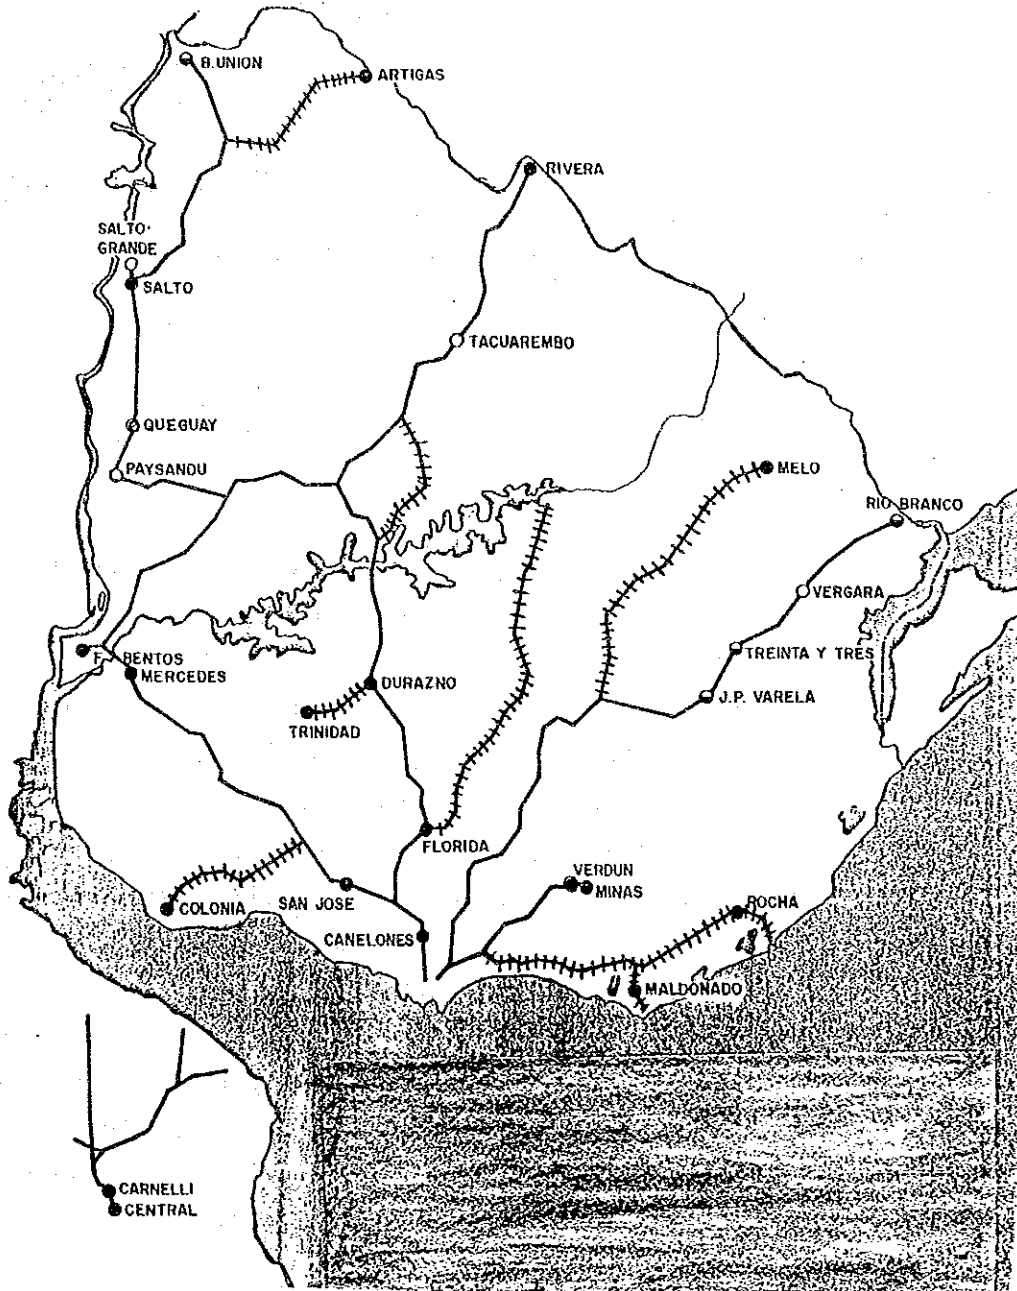 B.UNION
ARTIGAS
RIVERA
SALTO-
GRANDE
SALTO
TACUAREMBO
QUEGUAY
PAYSANDU
MELO
RIO BRANCO
VERGARA
F. BENTOS
MERCEDES
TREINTA Y TRES
DURAZNO
J.P. VARELA
TRINIDAD
FLORIDA
VERDUN
MINAS
COLONIA
SAN JOSE
ROCHA
CANELONES
MALDONADO
CARNELLI
CENTRAL